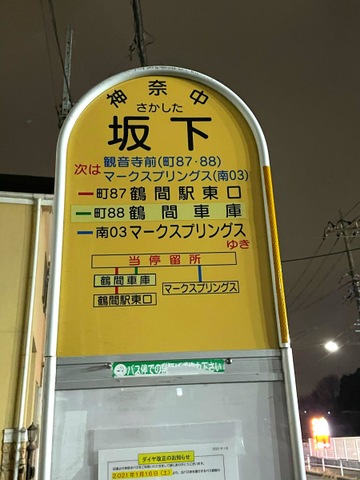 神奈中
さかした
坂下
次は
観音寺前(町87・88)
マークスプリングス(南03)
町87鶴間駅東口
町88鶴間車庫
南03マークスプリングス
ゆき
当停留所
鶴間車庫
鶴間駅東口
マークスプリングス
ダイヤ改正のお知らせ
2021年1月16日(土)